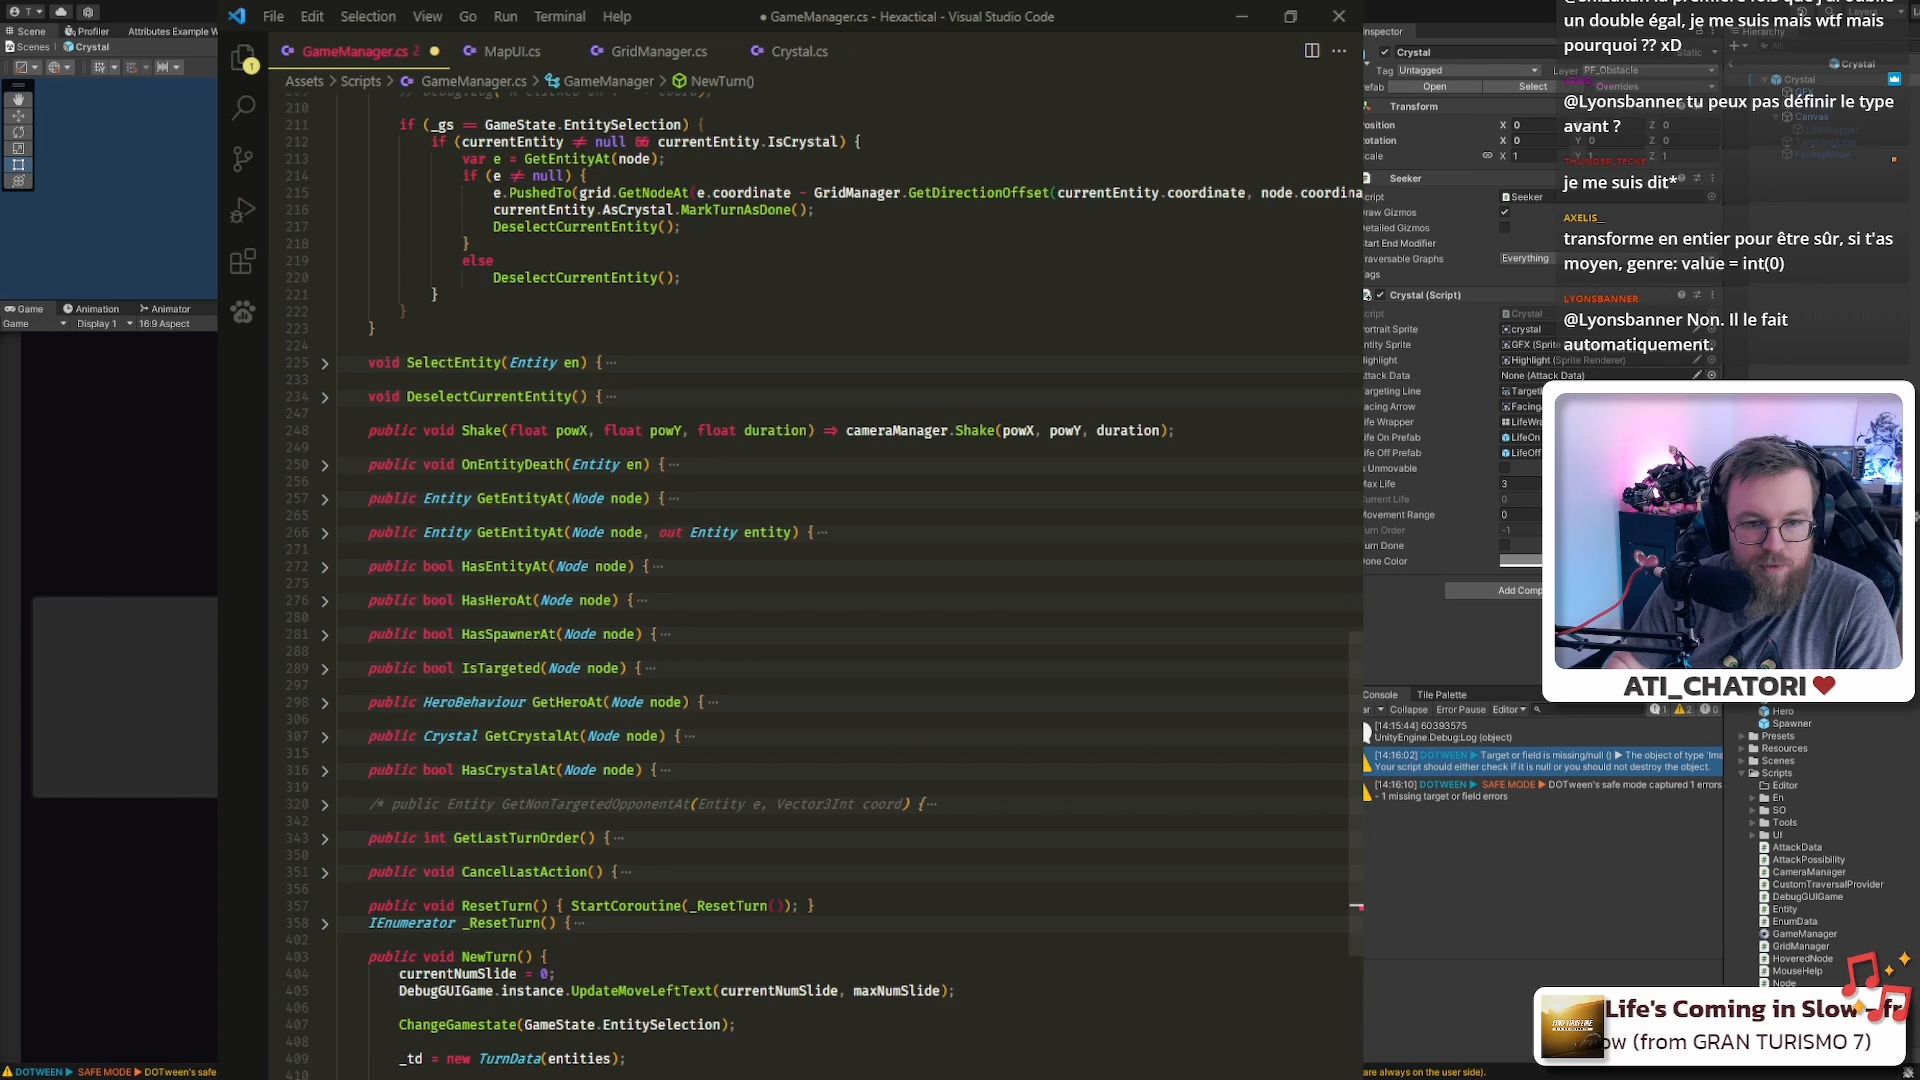 File Edit Selection View Go Run Terminal Help
● GameManager.cs - Hexactical - Visual Studio Code
GameManager.cs 2 MapUI.cs GridManager.cs Crystal.cs
Assets > Scripts > GameManager.cs > GameManager > NewTurn()
210
211 if (_gs == GameState.EntitySelection) {
212 if (currentEntity ≠ null && currentEntity.IsCrystal) {
213 var e = GetEntityAt(node);
214 if (e ≠ null) {
215 e.PushedTo(grid.GetNodeAt(e.coordinate - GridManager.GetDirectionOffset(currentEntity.coordinate, node.coordina
216 currentEntity.AsCrystal.MarkTurnAsDone();
217 DeselectCurrentEntity();
218 }
219 else
220 DeselectCurrentEntity();
221 }
222 }
223 }
224
225 void SelectEntity(Entity en) {…
233
234 void DeselectCurrentEntity() {…
247
248 public void Shake(float powX, float powY, float duration) ⇒ cameraManager.Shake(powX, powY, duration);
249
250 public void OnEntityDeath(Entity en) {…
256
257 public Entity GetEntityAt(Node node) {…
265
266 public Entity GetEntityAt(Node node, out Entity entity) {…
271
272 public bool HasEntityAt(Node node) {…
275
276 public bool HasHeroAt(Node node) {…
280
281 public bool HasSpawnerAt(Node node) {…
288
289 public bool IsTargeted(Node node) {…
297
298 public HeroBehaviour GetHeroAt(Node node) {…
306
307 public Crystal GetCrystalAt(Node node) {…
315
316 public bool HasCrystalAt(Node node) {…
319
320 /* public Entity GetNonTargetedOpponentAt(Entity e, Vector3Int coord) {…
342
343 public int GetLastTurnOrder() {…
350
351 public void CancelLastAction() {…
356
357 public void ResetTurn() { StartCoroutine(_ResetTurn()); }
358 IEnumerator _ResetTurn() {…
402
403 public void NewTurn() {
404 currentNumSlide = 0;
405 DebugGUIGame.instance.UpdateMoveLeftText(currentNumSlide, maxNumSlide);
406
407 ChangeGamestate(GameState.EntitySelection);
408
409 _td = new TurnData(entities);
410
Scene Profiler Attributes Example W
Scenes Crystal
Game Animation Animator
Game Display 1 16:9 Aspect
DOTWEEN ▶ SAFE MODE ▶ DOTween's safe
Crystal
Tag Untagged Layer PF_Obstacle
Open Select Overrides
Transform
Position X 0 Y 0 Z 0
Rotation X 0 Y 0 Z 0
Scale X 1 Y 1 Z 1
Seeker
Seeker
Draw Gizmos
Detailed Gizmos
Start End Modifier
Traversable Graphs Everything
Tags
Crystal (Script)
Script Crystal
Portrait Sprite crystal
Entity Sprite GFX (Sprite
Highlight Highlight (Sprite Renderer)
Attack Data None (Attack Data)
Targeting Line Targeti
Facing Arrow Facing
Life Wrapper LifeWra
Life On Prefab LifeOn
Life Off Prefab LifeOff
Is Unmovable
Max Life 3
Current Life 0
Movement Range 0
Turn Order -1
Turn Done
Done Color
Add Comp
Console Tile Palette
Collapse Error Pause Editor 1 2 0
[14:15:44] 60393575
UnityEngine.Debug:Log (object)
[14:16:02] DOTWEEN ▶ Target or field is missing/null () ▶ The object of type 'Ima
Your script should either check if it is null or you should not destroy the object.
[14:16:10] DOTWEEN ▶ SAFE MODE ▶ DOTween's safe mode captured 1 errors
- 1 missing target or field errors
are always on the user side).
Hierarchy
Crystal
Crystal
Canvas
LifeWrapper
FacingArrow
un double égal, je me suis mais wtf mais
pourquoi ?? xD
@Lyonsbanner tu peux pas définir le type
avant ?
THUNDER_TECKE
je me suis dit*
AXELIS_
transforme en entier pour être sûr, si t'as
moyen, genre: value = int(0)
LYONSBANNER
@Lyonsbanner Non. Il le fait
automatiquement.
ATI_CHATORI ❤
Hero
Spawner
Presets
Resources
Scenes
Scripts
Editor
En
SO
Tools
UI
AttackData
AttackPossibility
CameraManager
CustomTraversalProvider
DebugGUIGame
Entity
EnumData
GameManager
GridManager
HoveredNode
MouseHelp
Node
Life's Coming in Slow - fr
ow (from GRAN TURISMO 7)